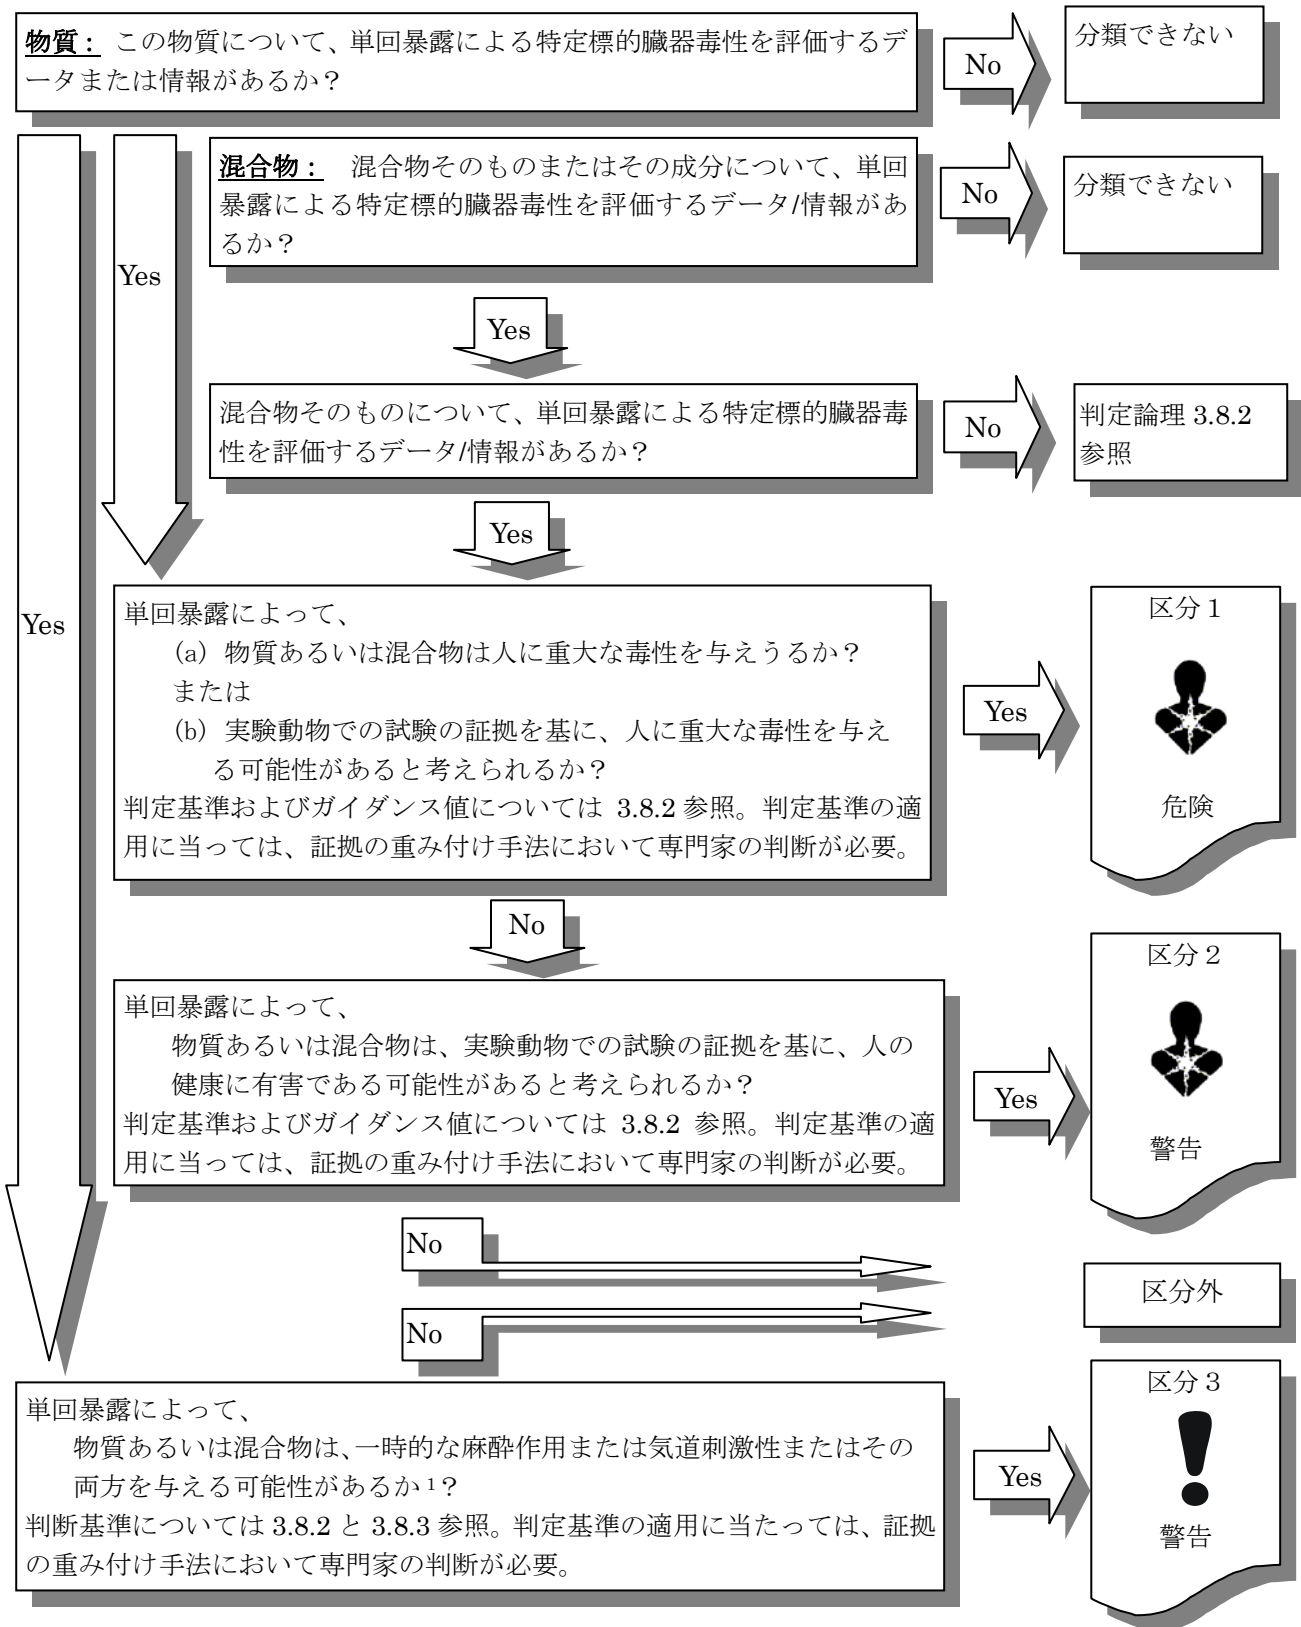 物質： この物質について、単回暴露による特定標的臓器毒性を評価するデ
ータまたは情報があるか？
No
分類できない
混合物： 混合物そのものまたはその成分について、単回
暴露による特定標的臓器毒性を評価するデータ/情報があ
るか？
No
分類できない
Yes
Yes
混合物そのものについて、単回暴露による特定標的臓器毒
性を評価するデータ/情報があるか？
No
判定論理 3.8.2
参照
Yes
Yes
単回暴露によって、
(a) 物質あるいは混合物は人に重大な毒性を与えうるか？
または
(b) 実験動物での試験の証拠を基に、人に重大な毒性を与え
る可能性があると考えられるか？
判定基準およびガイダンス値については 3.8.2 参照。判定基準の適
用に当っては、証拠の重み付け手法において専門家の判断が必要。
Yes
区分１
危険
No
単回暴露によって、
物質あるいは混合物は、実験動物での試験の証拠を基に、人の
健康に有害である可能性があると考えられるか？
判定基準およびガイダンス値については 3.8.2 参照。判定基準の適
用に当っては、証拠の重み付け手法において専門家の判断が必要。
Yes
区分２
警告
No
区分外
No
単回暴露によって、
物質あるいは混合物は、一時的な麻酔作用または気道刺激性またはその
両方を与える可能性があるか 1？
判断基準については 3.8.2 と 3.8.3 参照。判定基準の適用に当たっては、証拠
の重み付け手法において専門家の判断が必要。
Yes
区分３
警告